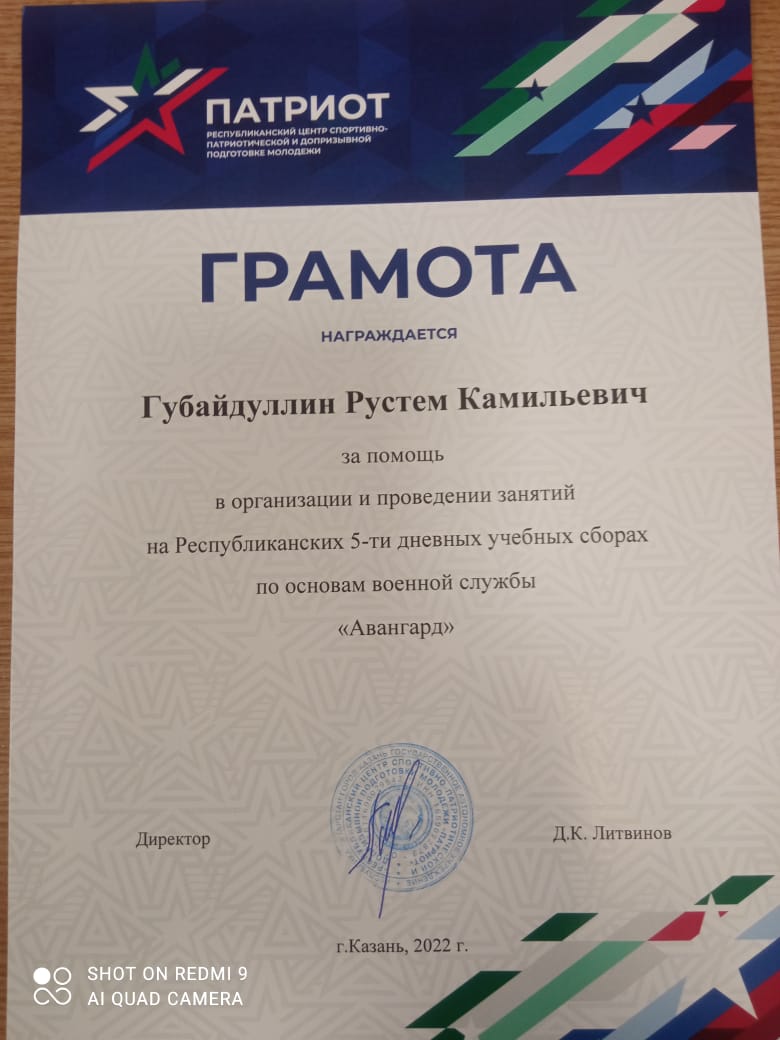 ПАТРИОТ
РЕСПУБЛИКАНСКИЙ ЦЕНТР СПОРТИВНО-
ПАТРИОТИЧЕСКОЙ И ДОПРИЗЫВНОЙ
ПОДГОТОВКЕ МОЛОДЕЖИ
ГРАМОТА
НАГРАЖДАЕТСЯ
Губайдуллин Рустем Камильевич
за помощь
в организации и проведении занятий
на Республиканских 5-ти дневных учебных сборах
по основам военной службы
«Авангард»
Директор
Д.К. Литвинов
г.Казань, 2022 г.
SHOT ON REDMI 9
AI QUAD CAMERA